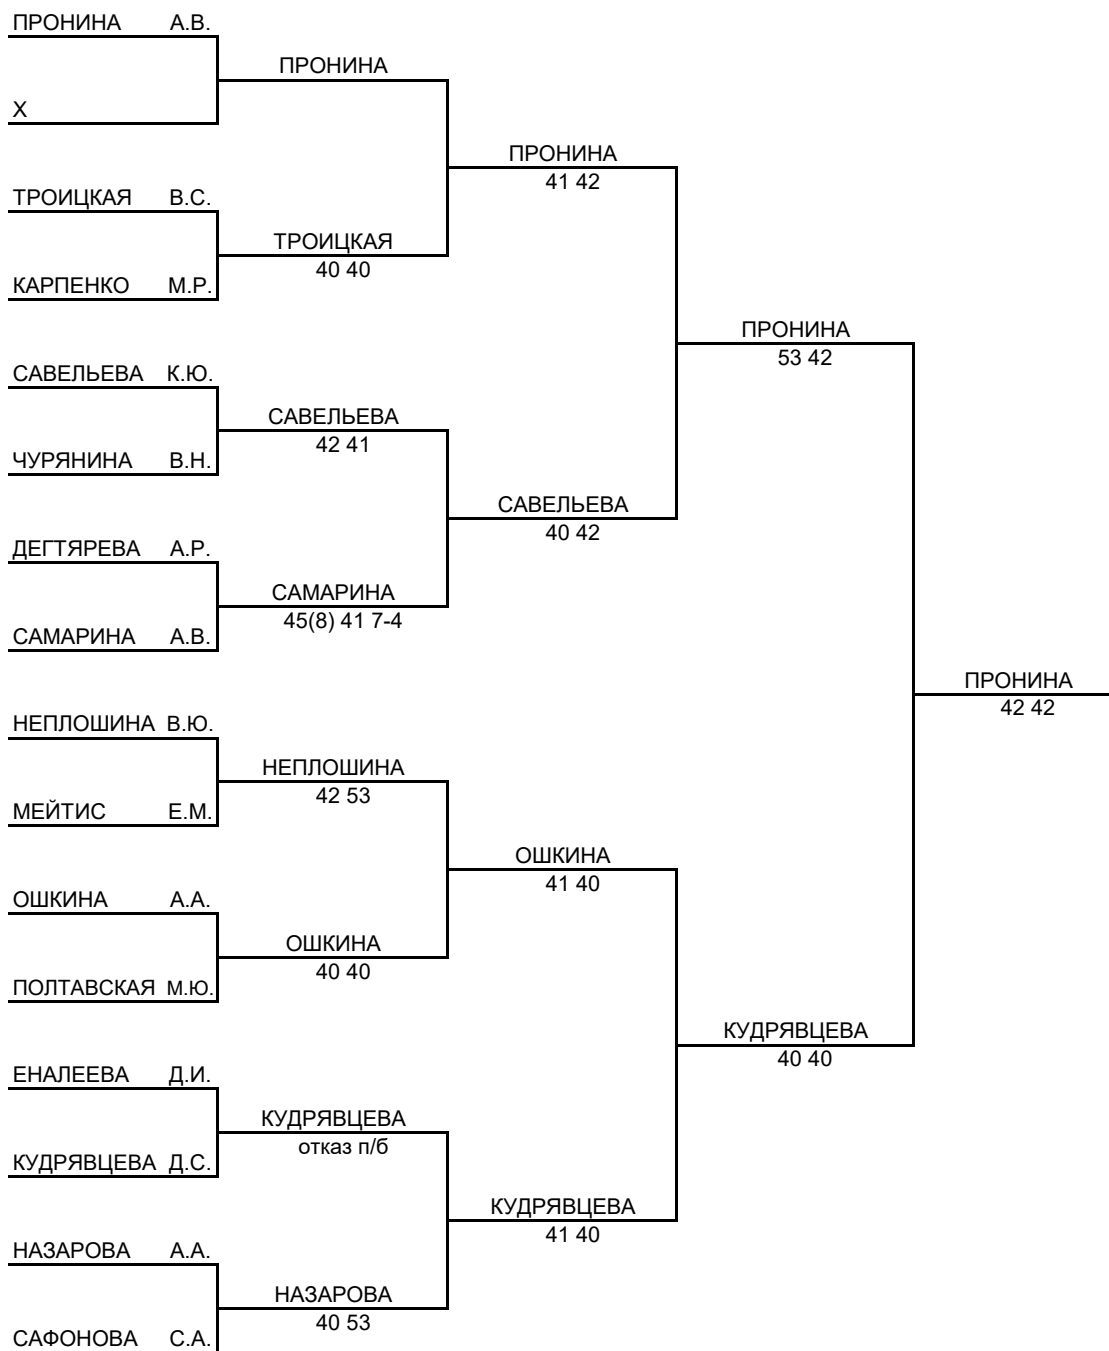 ПРОНИНА А.В.
ПРОНИНА
X
ПРОНИНА
41 42
ТРОИЦКАЯ В.С.
ТРОИЦКАЯ
40 40
КАРПЕНКО М.Р.
ПРОНИНА
53 42
САВЕЛЬЕВА К.Ю.
САВЕЛЬЕВА
42 41
ЧУРЯНИНА В.Н.
САВЕЛЬЕВА
40 42
ДЕГТЯРЕВА А.Р.
САМАРИНА
45(8) 41 7-4
САМАРИНА А.В.
ПРОНИНА
42 42
НЕПЛОШИНА В.Ю.
НЕПЛОШИНА
42 53
МЕЙТИС Е.М.
ОШКИНА
41 40
ОШКИНА А.А.
ОШКИНА
40 40
ПОЛТАВСКАЯ М.Ю.
КУДРЯВЦЕВА
40 40
ЕНАЛЕЕВА Д.И.
КУДРЯВЦЕВА
отказ п/б
КУДРЯВЦЕВА Д.С.
КУДРЯВЦЕВА
41 40
НАЗАРОВА А.А.
НАЗАРОВА
40 53
САФОНОВА С.А.